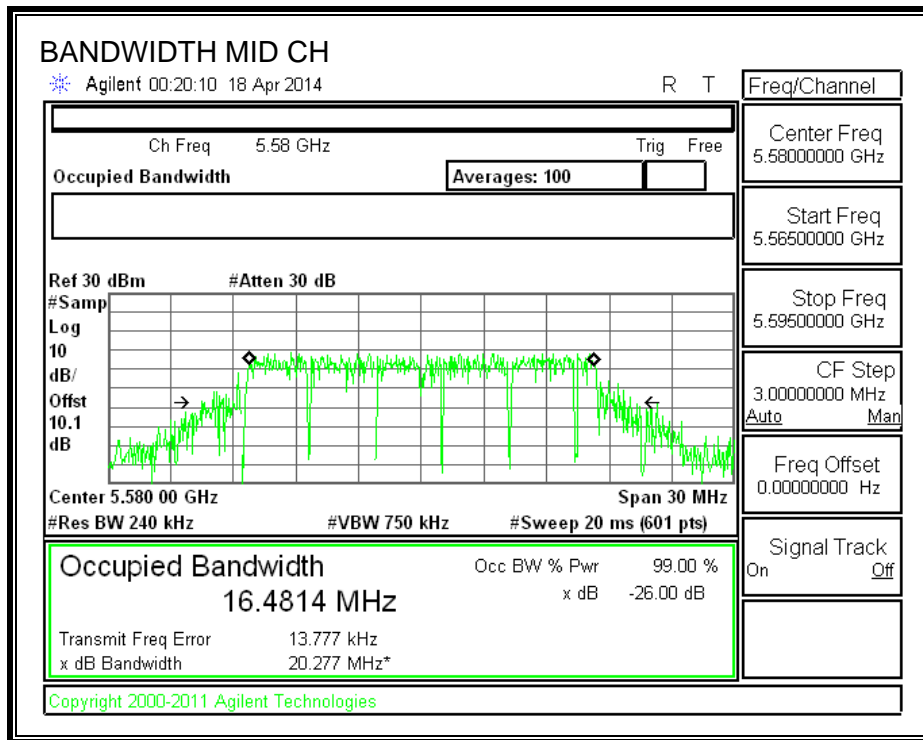 BANDWIDTH MID CH
Agilent 00:20:10 18 Apr 2014 R T
Freq/Channel
Ch Freq 5.58 GHz Trig Free
Occupied Bandwidth Averages: 100
Center Freq
5.58000000 GHz
Start Freq
5.56500000 GHz
Stop Freq
5.59500000 GHz
CF Step
3.00000000 MHz
Auto Man
Freq Offset
0.00000000 Hz
Signal Track
On Off
Ref 30 dBm #Atten 30 dB
#Samp
Log
10
dB/
Offst
10.1
dB
Center 5.580 00 GHz Span 30 MHz
#Res BW 240 kHz #VBW 750 kHz #Sweep 20 ms (601 pts)
Occupied Bandwidth Occ BW % Pwr 99.00 %
16.4814 MHz x dB -26.00 dB
Transmit Freq Error 13.777 kHz
x dB Bandwidth 20.277 MHz*
Copyright 2000-2011 Agilent Technologies